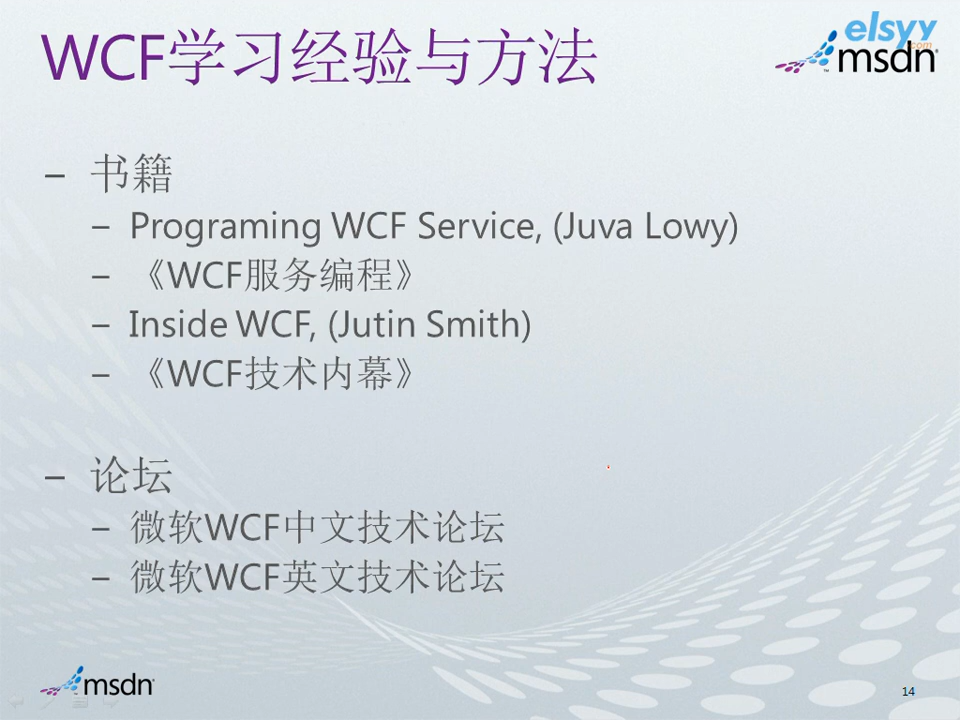 WCF学习经验与方法
elsyy
.com
msdn
– 书籍
– Programing WCF Service, (Juva Lowy)
– 《WCF服务编程》
– Inside WCF, (Jutin Smith)
– 《WCF技术内幕》
– 论坛
– 微软WCF中文技术论坛
– 微软WCF英文技术论坛
msdn
14